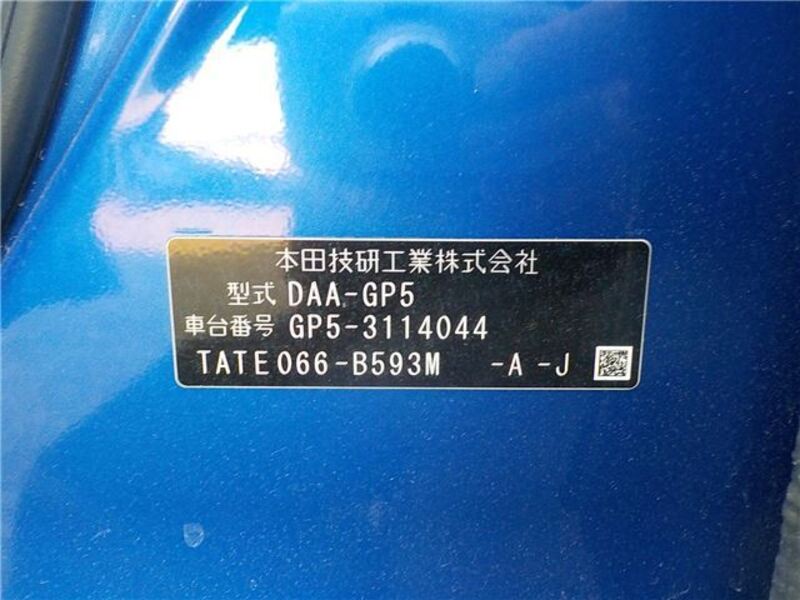 本田技研工業株式会社
型式 DAA-GP5
車台番号 GP5-3114044
TATE066-B593M -A -J